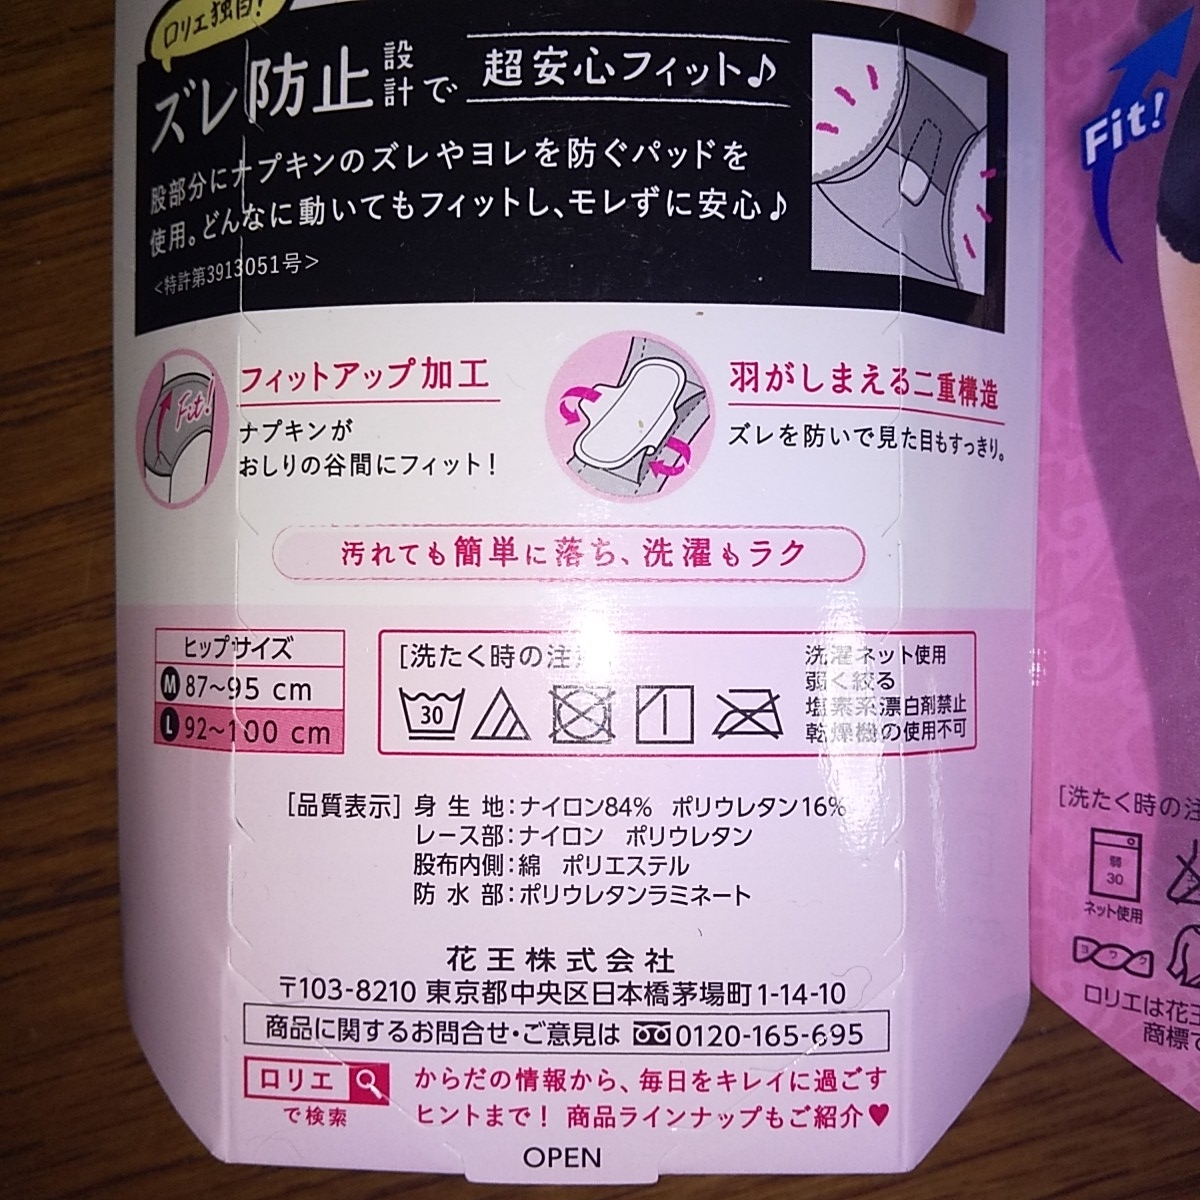 ロリエ独自!
ズレ防止設計で 超安心フィット♪
股部分にナプキンのズレやヨレを防ぐパッドを
使用。どんなに動いてもフィットし、モレずに安心♪
<特許第3913051号>
Fit!
フィットアップ加工
ナプキンが
おしりの谷間にフィット!
羽がしまえる二重構造
ズレを防いで見た目もすっきり。
汚れても簡単に落ち、洗濯もラク
ヒップサイズ
M 87~95 cm
L 92~100 cm
[洗たく時の注
30
洗濯ネット使用
弱く絞る
塩素系漂白剤禁止
乾燥機の使用不可
[品質表示] 身生地:ナイロン84% ポリウレタン16%
レース部:ナイロン ポリウレタン
股布内側:綿 ポリエステル
防水部:ポリウレタンラミネート
花王株式会社
〒103-8210 東京都中央区日本橋茅場町1-14-10
商品に関するお問合せ・ご意見は 0120-165-695
ロリエ
で検索
からだの情報から、毎日をキレイに過ごす
ヒントまで! 商品ラインナップもご紹介♥
OPEN
Fit!
[洗たく時の注
弱
30
ネット使用
ヨワク
ロリエは花王
商標で